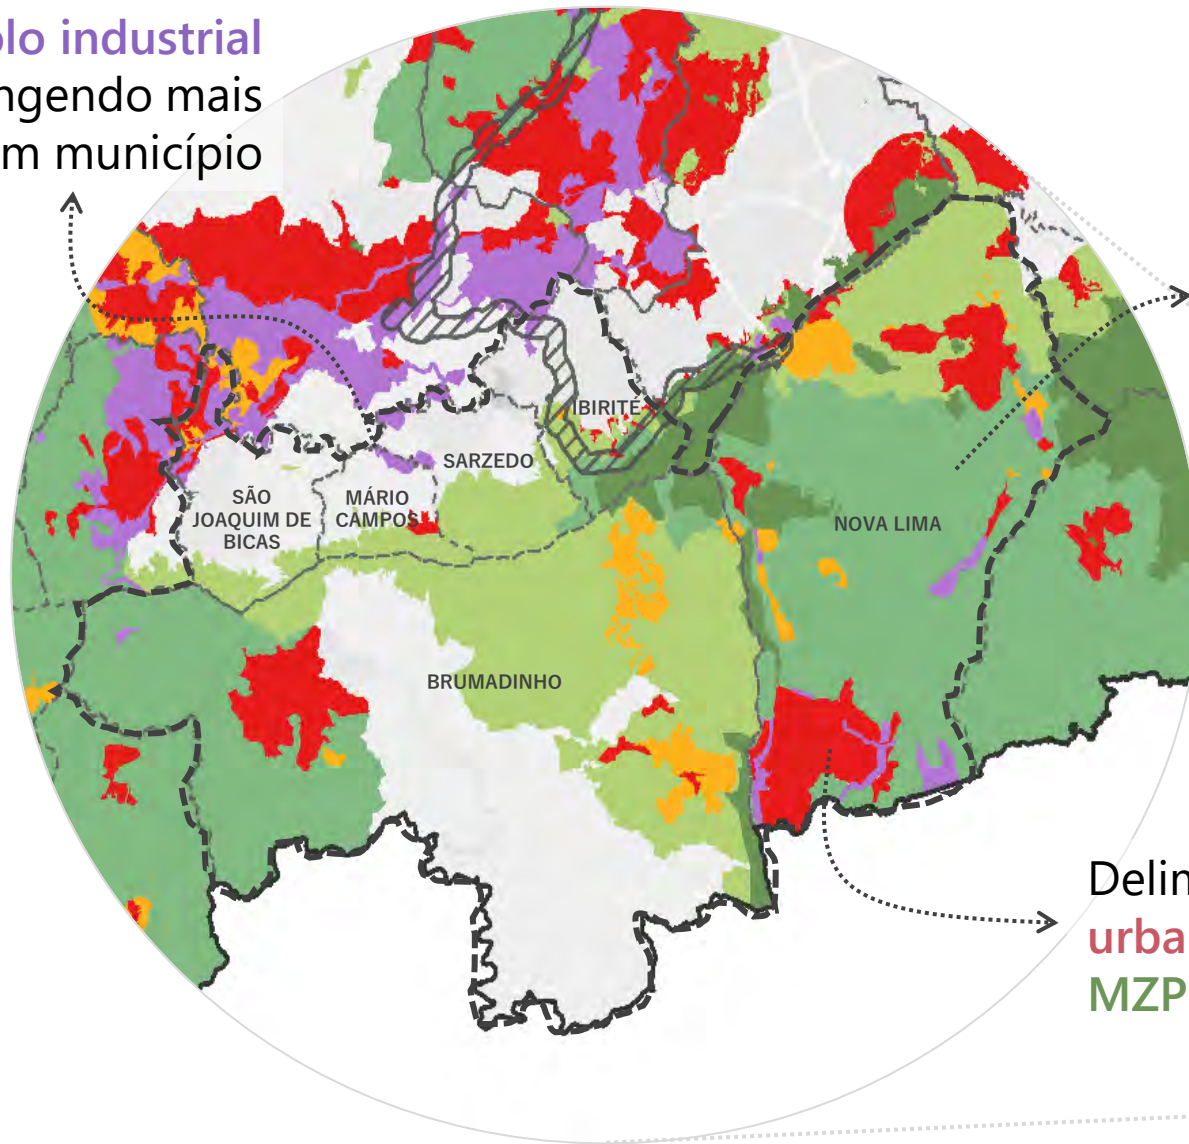 lo industrial
ngendo mais
m município
IBIRITÉ
SARZEDO
SÃO
JOAQUIM DE
BICAS
MÁRIO
CAMPOS
NOVA LIMA
BRUMADINHO
Delin
urba
MZP